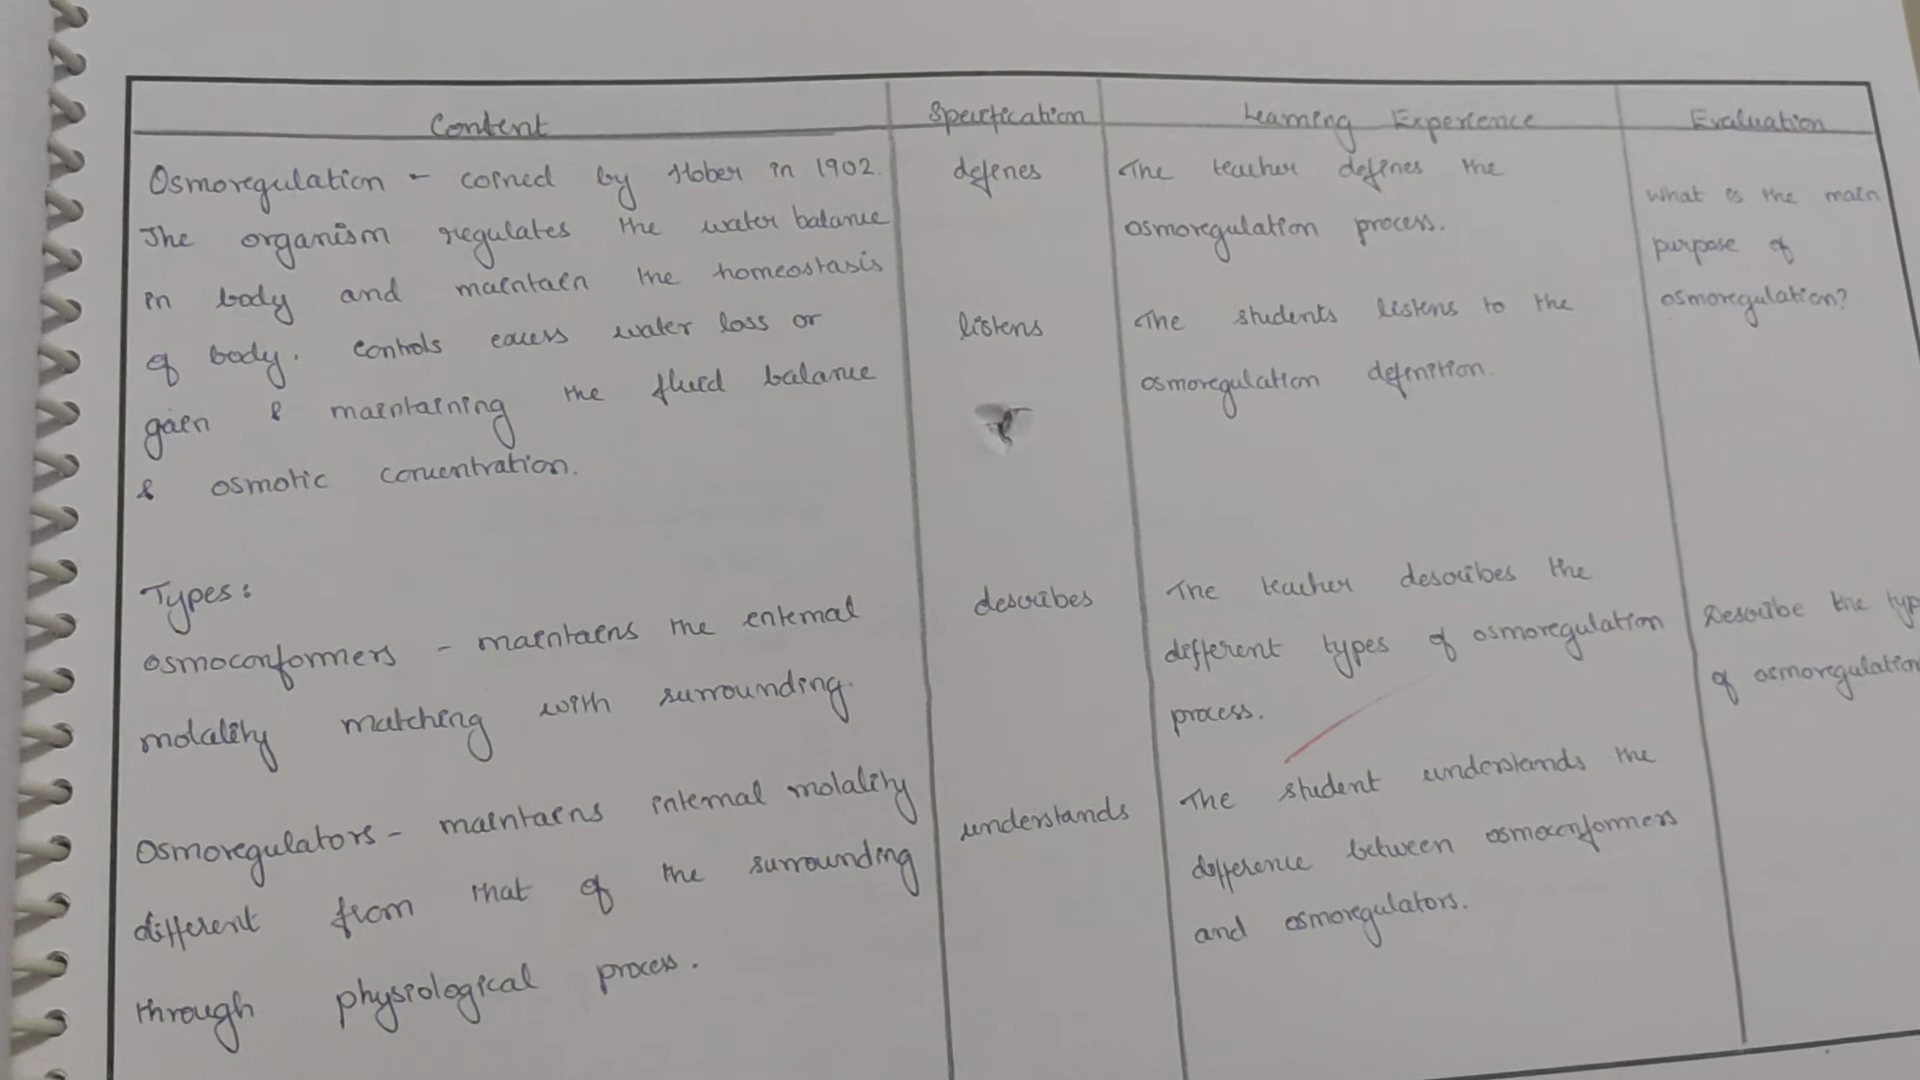 Content
Osmoregulation - coined by Hober in 1902.
The organism regulates the water balance
in body and maintain the homeostasis
of body. Controls excess water loss or
gain & maintaining the fluid balance
& osmotic concentration.
Types:
Osmoconformers - maintains the internal
molality matching with surrounding.
Osmoregulators - maintains internal molality
different from that of the surrounding
through physiological process.
Specification
defines
listens
describes
understands
Learning Experience
The teacher defines the
osmoregulation process.
The students listens to the
osmoregulation definition.
The teacher describes the
different types of osmoregulation
process.
The student understands the
difference between osmoconformers
and osmoregulators.
Evaluation
What is the main
purpose of
osmoregulation?
Describe the typ
of osmoregulation